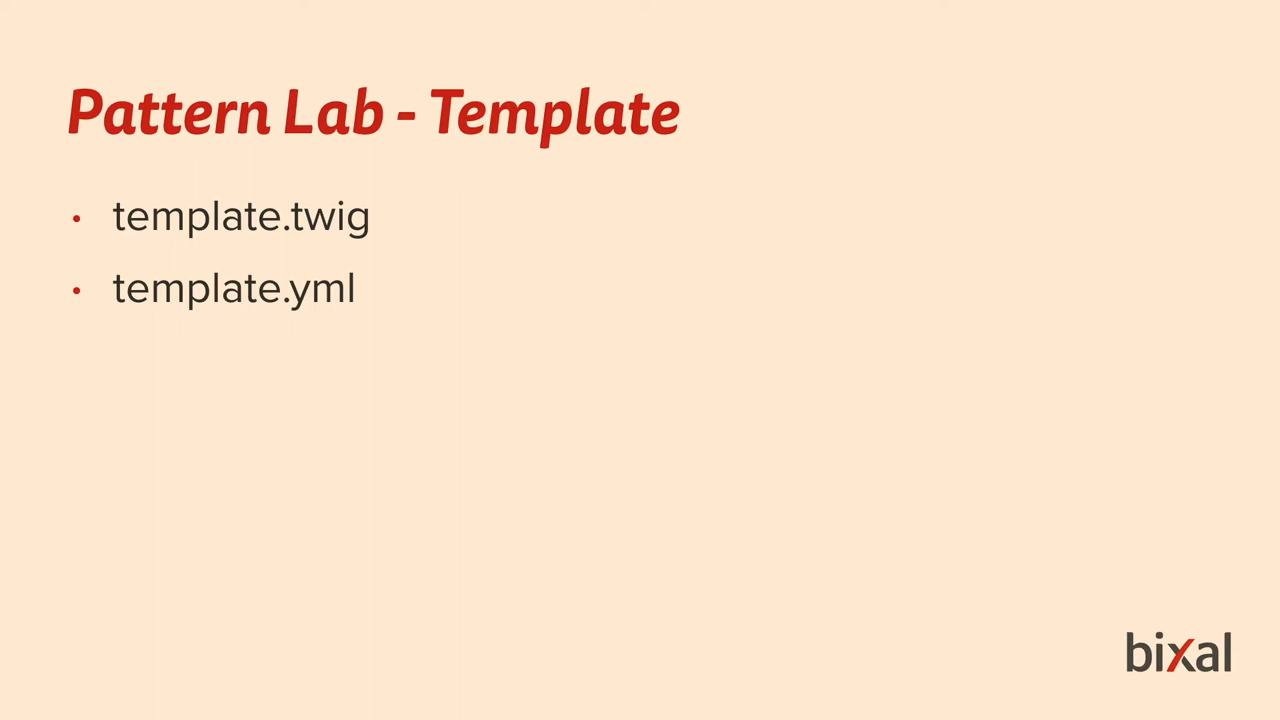 Pattern Lab - Template
• template.twig
• template.yml
bixal